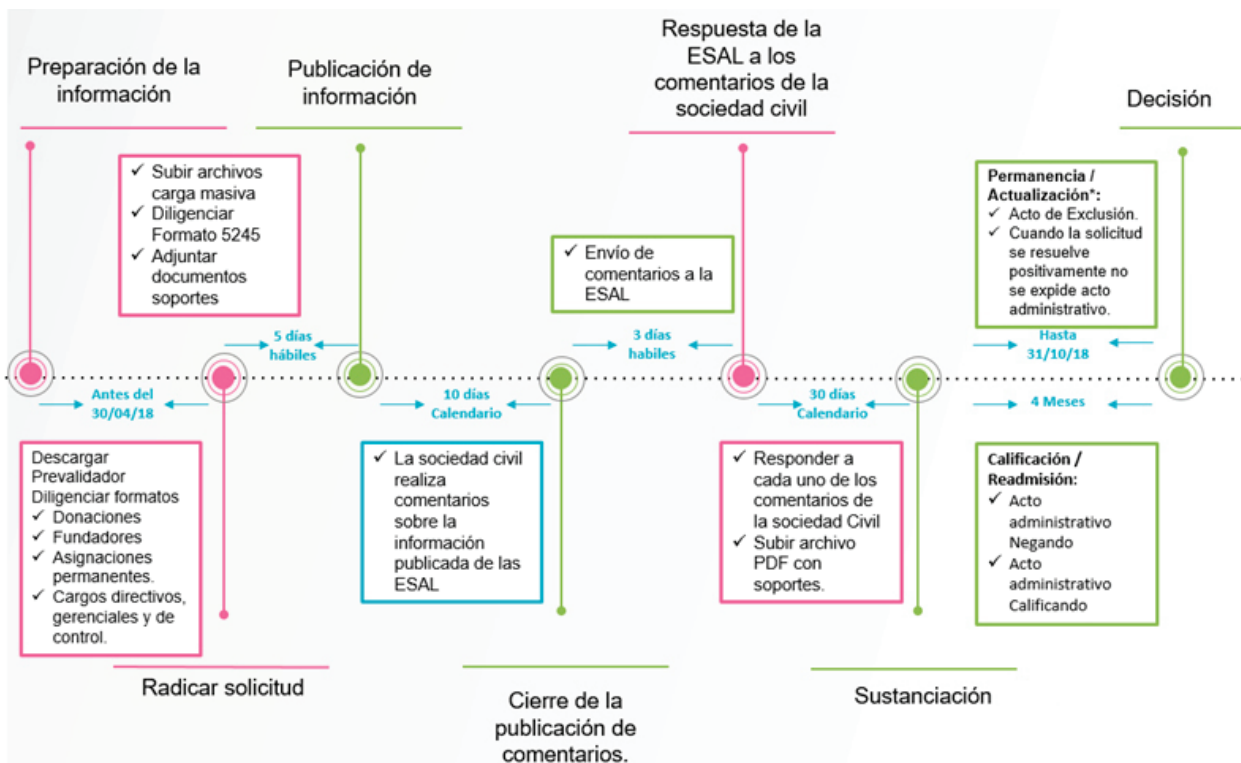 Preparación de la
información
Publicación de
información
Respuesta de la
ESAL a los
comentarios de la
sociedad civil
Decisión
✓ Subir archivos
carga masiva
✓ Diligenciar
Formato 5245
✓ Adjuntar
documentos
soportes
✓ Envío de
comentarios a la
ESAL
Permanencia /
Actualización*:
✓ Acto de Exclusión.
✓ Cuando la solicitud
se resuelve
positivamente no
se expide acto
administrativo.
5 días
hábiles
3 días
habiles
Hasta
31/10/18
Antes del
30/04/18
10 días
Calendario
30 días
Calendario
4 Meses
Descargar
Prevalidador
Diligenciar formatos
✓ Donaciones
✓ Fundadores
✓ Asignaciones
permanentes.
✓ Cargos directivos,
gerenciales y de
control.
✓ La sociedad civil
realiza
comentarios
sobre la
información
publicada de las
ESAL
✓ Responder a
cada uno de los
comentarios de
la sociedad Civil
✓ Subir archivo
PDF con
soportes.
Calificación /
Readmisión:
✓ Acto
administrativo
Negando
✓ Acto
administrativo
Calificando
Radicar solicitud
Cierre de la
publicación de
comentarios.
Sustanciación